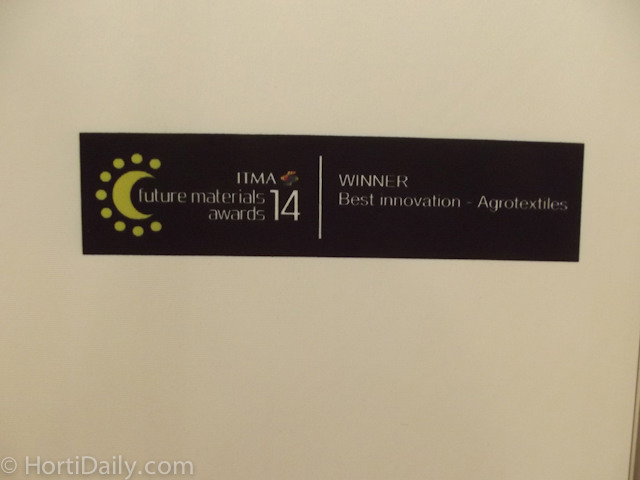 ITMA
future materials
awards 14
WINNER
Best innovation - Agrotextiles
© HortiDaily.com